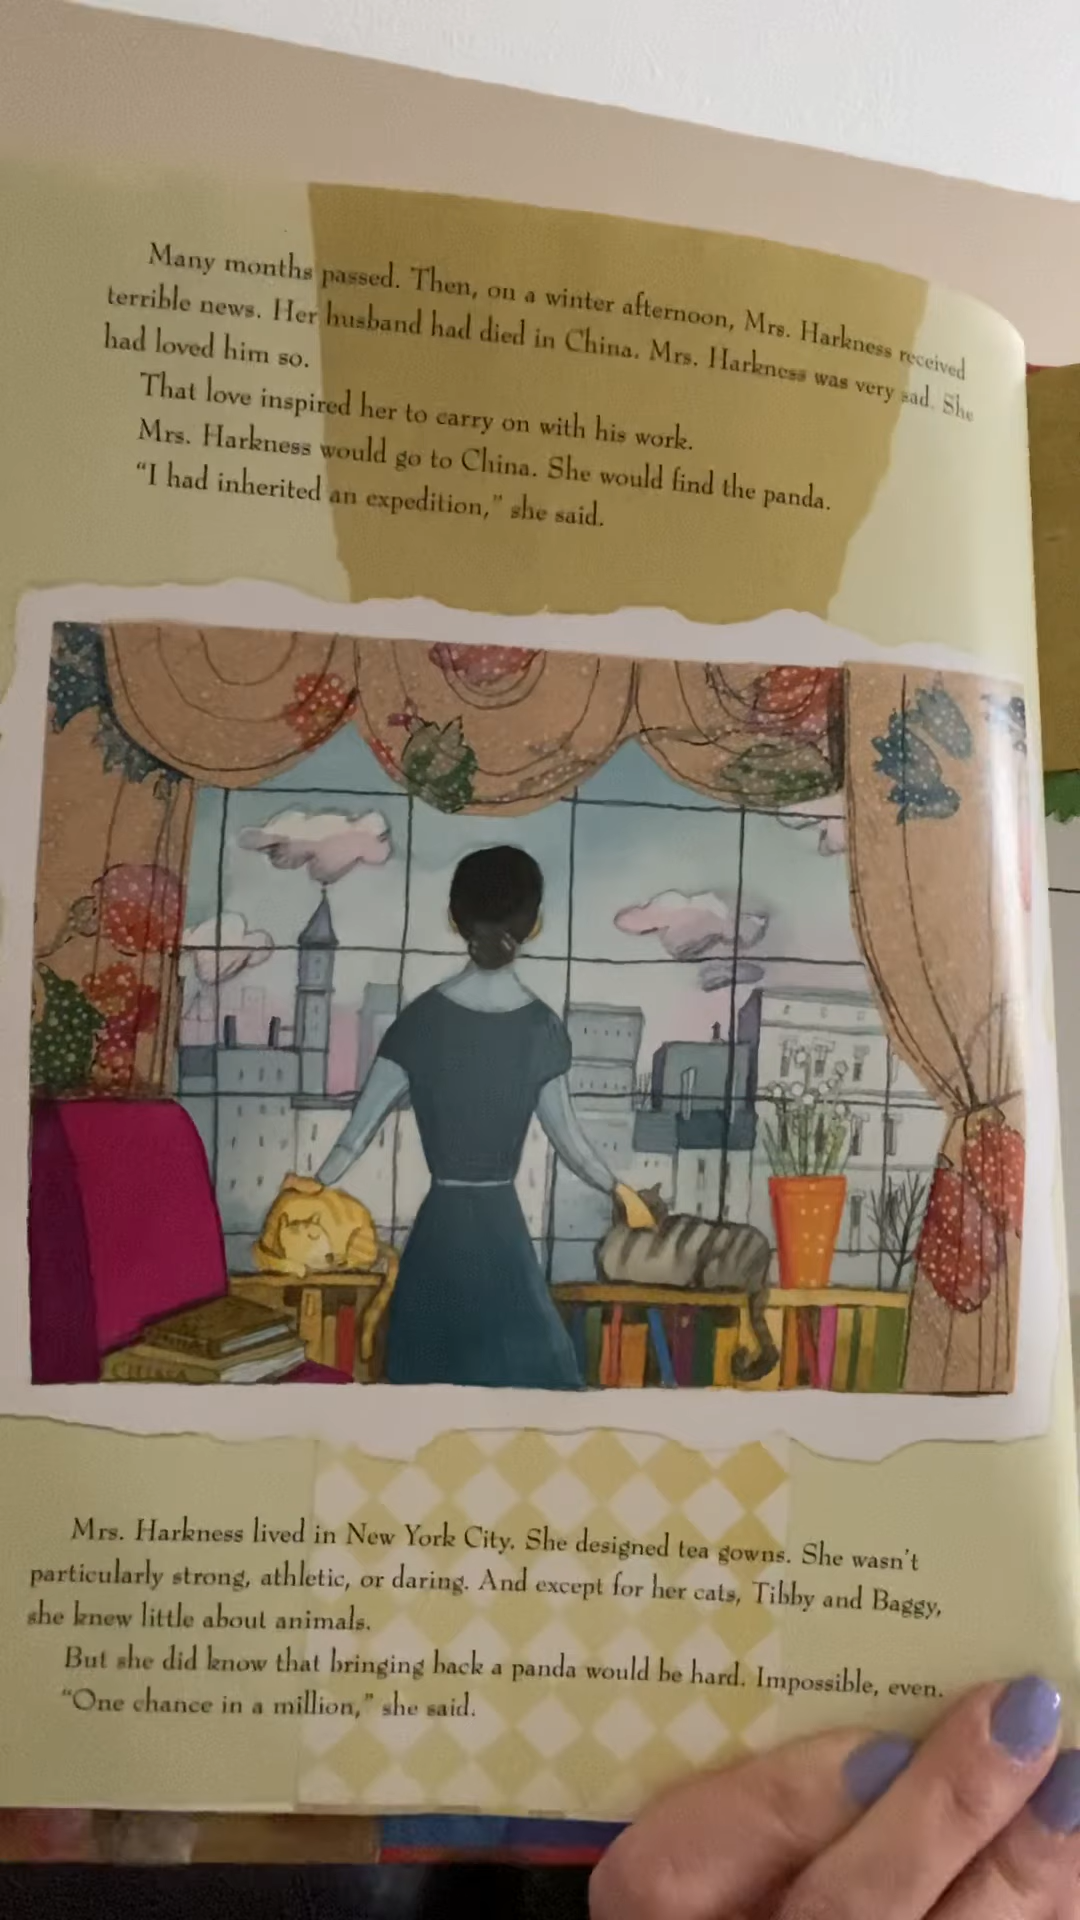 Many months passed. Then, on a winter afternoon, Mrs. Harkness received
terrible news. Her husband had died in China. Mrs. Harkness was very sad. She
had loved him so.
That love inspired her to carry on with his work.
Mrs. Harkness would go to China. She would find the panda.
“I had inherited an expedition,” she said.
CHINA
Mrs. Harkness lived in New York City. She designed tea gowns. She wasn't
particularly strong, athletic, or daring. And except for her cats, Tibby and Baggy,
she knew little about animals.
But she did know that bringing back a panda would be hard. Impossible, even.
“One chance in a million,” she said.